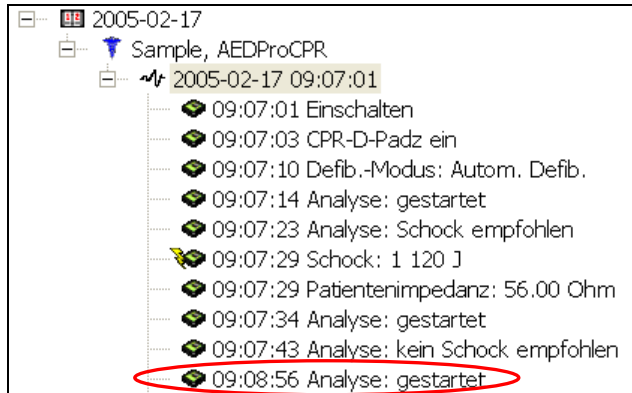 2005-02-17
Sample, AEDProCPR
2005-02-17 09:07:01
09:07:01 Einschalten
09:07:03 CPR-D-Padz ein
09:07:10 Defib.-Modus: Autom. Defib.
09:07:14 Analyse: gestartet
09:07:23 Analyse: Schock empfohlen
09:07:29 Schock: 1 120 J
09:07:29 Patientenimpedanz: 56.00 Ohm
09:07:34 Analyse: gestartet
09:07:43 Analyse: kein Schock empfohlen
09:08:56 Analyse: gestartet